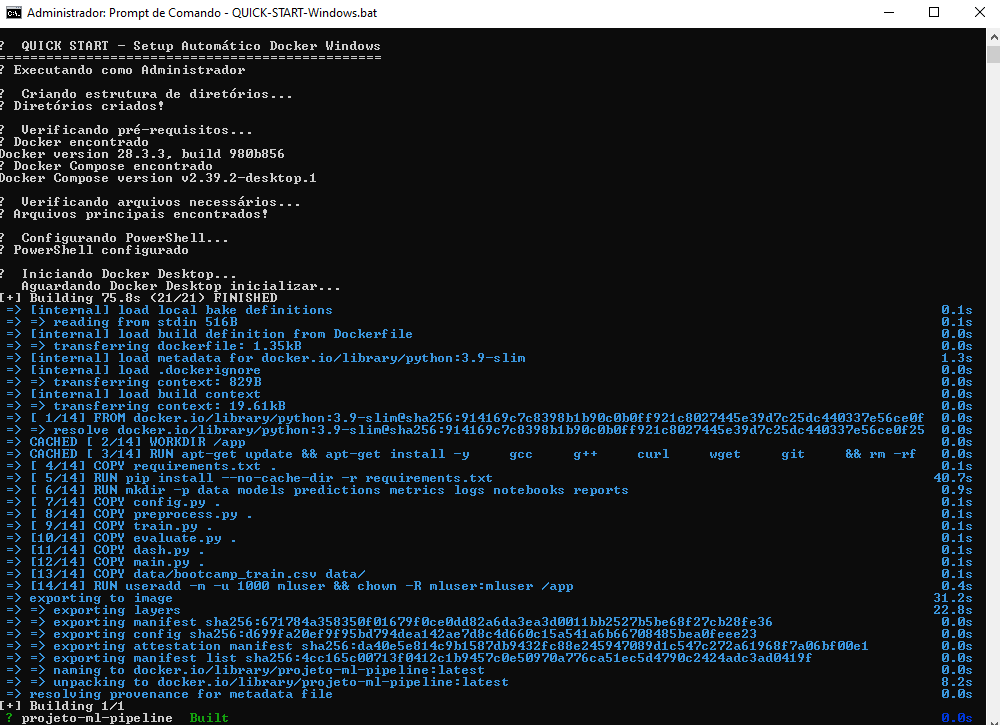 Administrador: Prompt de Comando - QUICK-START-Windows.bat
?  QUICK START - Setup Automático Docker Windows
================================================
? Executando como Administrador
?  Criando estrutura de diretórios...
? Diretórios criados!
?  Verificando pré-requisitos...
? Docker encontrado
Docker version 28.3.3, build 980b856
? Docker Compose encontrado
Docker Compose version v2.39.2-desktop.1
?  Verificando arquivos necessários...
? Arquivos principais encontrados!
?  Configurando PowerShell...
? PowerShell configurado
?  Iniciando Docker Desktop...
   Aguardando Docker Desktop inicializar...
[+] Building 75.8s (21/21) FINISHED
=> [internal] load local bake definitions 0.1s
=> => reading from stdin 516B 0.1s
=> [internal] load build definition from Dockerfile 0.0s
=> => transferring dockerfile: 1.35kB 0.0s
=> [internal] load metadata for docker.io/library/python:3.9-slim 1.3s
=> [internal] load .dockerignore 0.0s
=> => transferring context: 829B 0.0s
=> [internal] load build context 0.0s
=> => transferring context: 19.61kB 0.0s
=> [ 1/14] FROM docker.io/library/python:3.9-slim@sha256:914169c7c8398b1b90c0b0ff921c8027445e39d7c25dc440337e56ce0f 0.0s
=> => resolve docker.io/library/python:3.9-slim@sha256:914169c7c8398b1b90c0b0ff921c8027445e39d7c25dc440337e56ce0f25 0.0s
=> CACHED [ 2/14] WORKDIR /app 0.0s
=> CACHED [ 3/14] RUN apt-get update && apt-get install -y     gcc     g++     curl     wget     git     && rm -rf 0.0s
=> [ 4/14] COPY requirements.txt . 0.1s
=> [ 5/14] RUN pip install --no-cache-dir -r requirements.txt 40.7s
=> [ 6/14] RUN mkdir -p data models predictions metrics logs notebooks reports 0.9s
=> [ 7/14] COPY config.py . 0.1s
=> [ 8/14] COPY preprocess.py . 0.1s
=> [ 9/14] COPY train.py . 0.1s
=> [10/14] COPY evaluate.py . 0.1s
=> [11/14] COPY dash.py . 0.1s
=> [12/14] COPY main.py . 0.1s
=> [13/14] COPY data/bootcamp_train.csv data/ 0.1s
=> [14/14] RUN useradd -m -u 1000 mluser && chown -R mluser:mluser /app 0.4s
=> exporting to image 31.2s
=> => exporting layers 22.8s
=> => exporting manifest sha256:671784a358350f01679f0ce0dd82a6da3ea3d0011bb2527b5be68f27cb28fe36 0.0s
=> => exporting config sha256:d699fa20ef9f95bd794dea142ae7d8c4d660c15a541a6b66708485bea0feee23 0.0s
=> => exporting attestation manifest sha256:da40e5e814c9b1587db9432fc88e245947089d1c547c272a61968f7a06bf00e1 0.0s
=> => exporting manifest list sha256:4cc165c00713f0412c1b9457c0e50970a776ca51ec5d4790c2424adc3ad0419f 0.0s
=> => naming to docker.io/library/projeto-ml-pipeline:latest 0.0s
=> => unpacking to docker.io/library/projeto-ml-pipeline:latest 8.2s
=> resolving provenance for metadata file 0.0s
[+] Building 1/1
? projeto-ml-pipeline  Built 0.0s